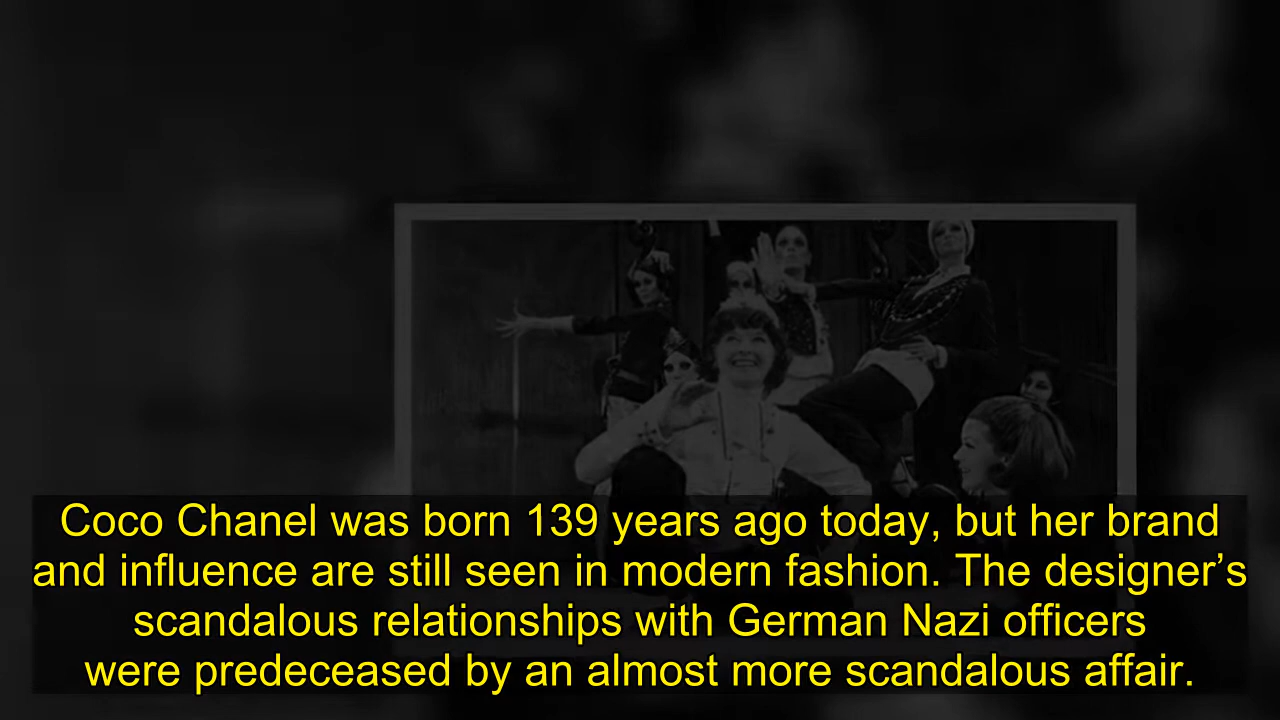 Coco Chanel was born 139 years ago today, but her brand
and influence are still seen in modern fashion. The designer’s
scandalous relationships with German Nazi officers
were predeceased by an almost more scandalous affair.